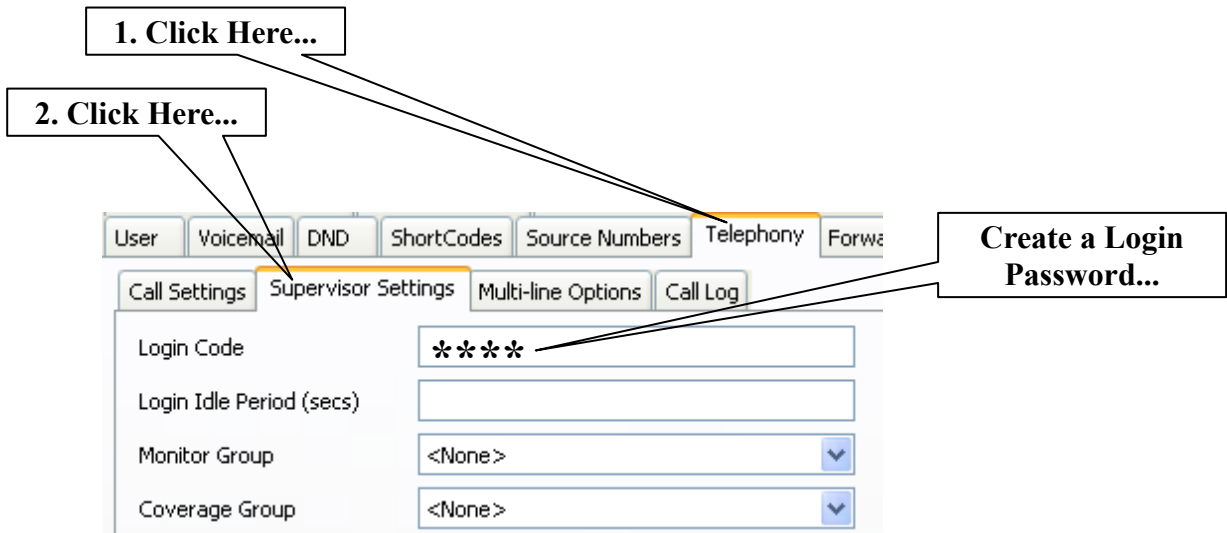 1. Click Here...
2. Click Here...
User Voicemail DND ShortCodes Source Numbers Telephony Forwa
Create a Login
Password...
Call Settings Supervisor Settings Multi-line Options Call Log
Login Code ****
Login Idle Period (secs)
Monitor Group <None>
Coverage Group <None>